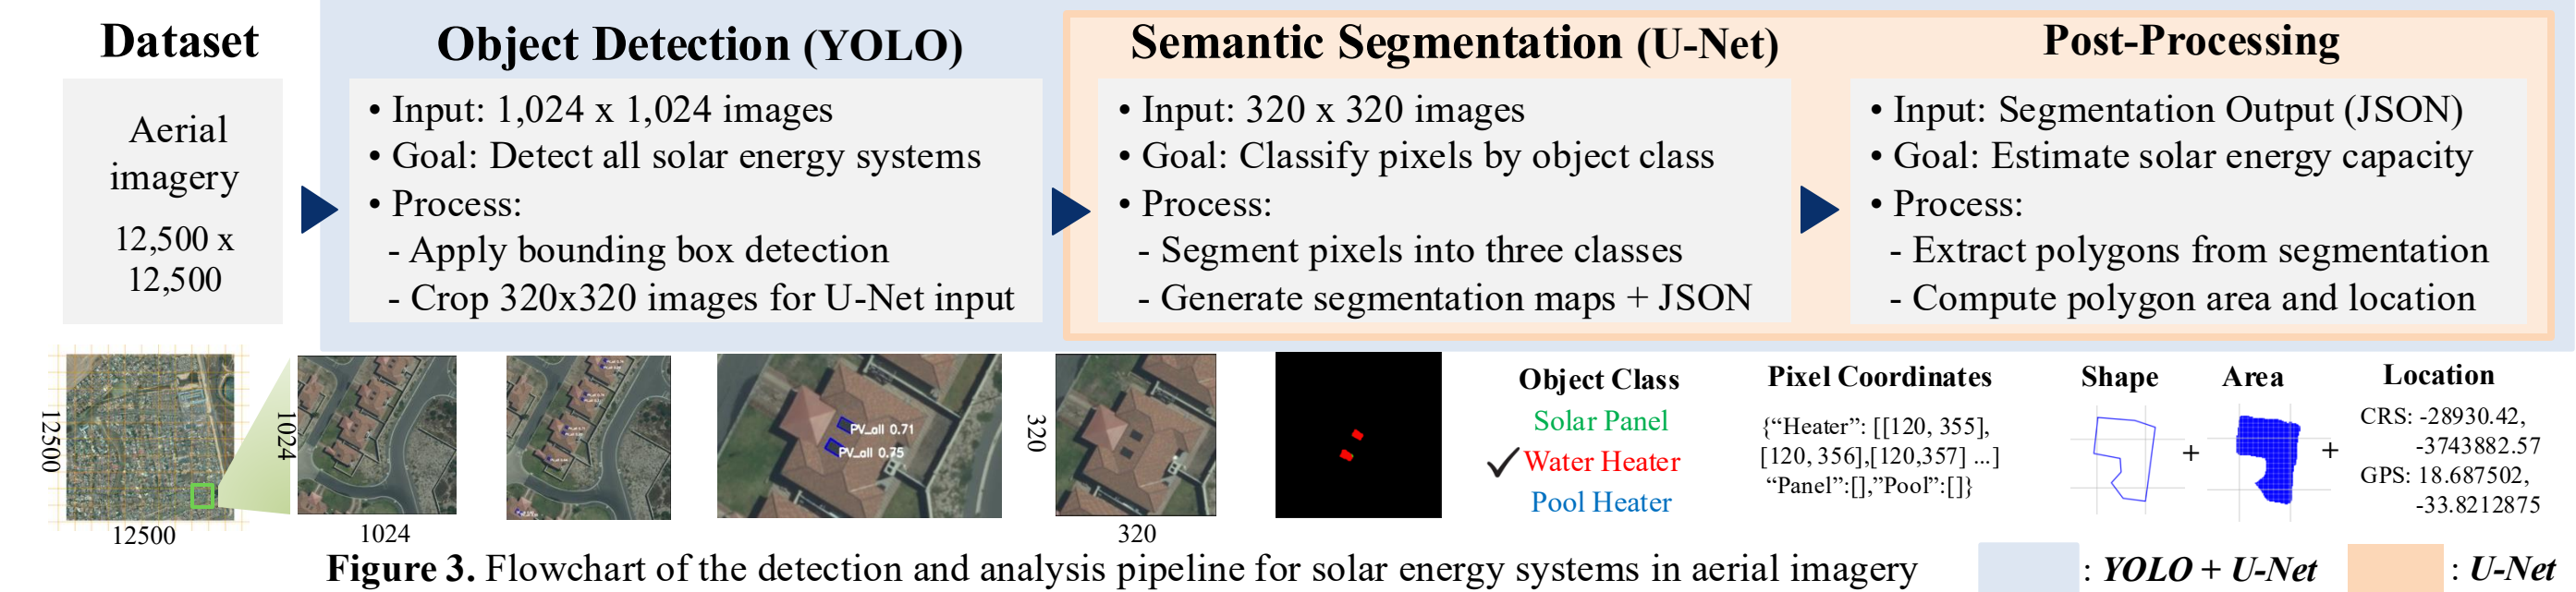 Dataset
Aerial
imagery
12,500 x
12,500
Object Detection (YOLO)
• Input: 1,024 x 1,024 images
• Goal: Detect all solar energy systems
• Process:
- Apply bounding box detection
- Crop 320x320 images for U-Net input
Semantic Segmentation (U-Net)
• Input: 320 x 320 images
• Goal: Classify pixels by object class
• Process:
- Segment pixels into three classes
- Generate segmentation maps + JSON
Post-Processing
• Input: Segmentation Output (JSON)
• Goal: Estimate solar energy capacity
• Process:
- Extract polygons from segmentation
- Compute polygon area and location
12500
12500
1024
1024
PV_all 0.71
PV_all 0.75
320
320
Object Class
Solar Panel
Water Heater
Pool Heater
Pixel Coordinates
{“Heater”: [[120, 355],
[120, 356],[120,357] ...]
“Panel”:[],”Pool”:[]}
Shape
+
Area
+
Location
CRS: -28930.42,
-3743882.57
GPS: 18.687502,
-33.8212875
Figure 3. Flowchart of the detection and analysis pipeline for solar energy systems in aerial imagery
: YOLO + U-Net
: U-Net